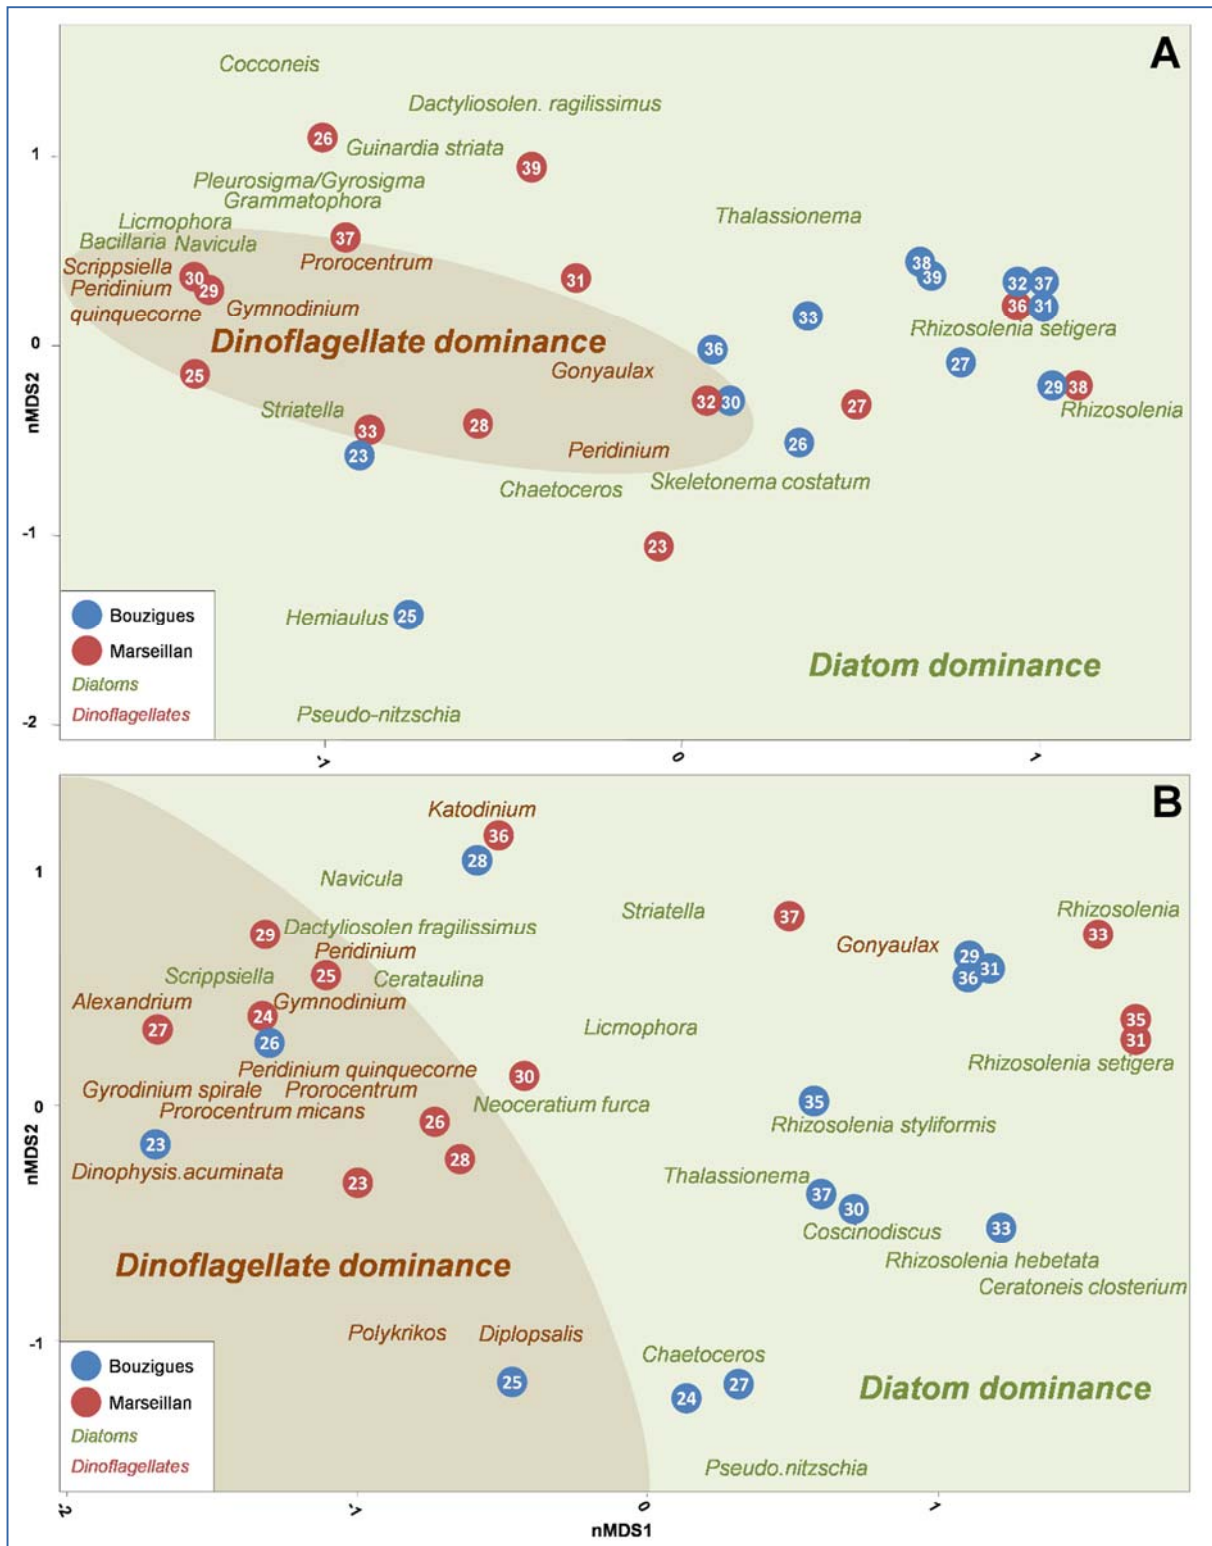 A
Cocconeis
Dactyliosolen. ragilissimus
26
Guinardia striata
39
1
Pleurosigma/Gyrosigma
Grammatophora
Licmophora
Thalassionema
Bacillaria Navicula
37
Scrippsiella
Prorocentrum
38
39
30
29
31
32
37
Peridinium
quinquecorne
Gymnodinium
36
31
33
Rhizosolenia setigera
0
Dinoflagellate dominance
36
27
nMDS2
25
Gonyaulax
29
38
Striatella
32
30
27
Rhizosolenia
33
28
26
23
Peridinium
Chaetoceros
Skeletonema costatum
-1
23
Bouzigues
Hemiaulus
25
Marseillan
Diatom dominance
Diatoms
Dinoflagellates
Pseudo-nitzschia
-2
-1
0
1
B
Katodinium
36
28
1
Navicula
Striatella
37
Rhizosolenia
29
Dactyliosolen fragilissimus
33
Peridinium
Gonyaulax
29
31
36
Scrippsiella
25
Cerataulina
Alexandrium
24
Gymnodinium
27
26
Licmophora
35
31
Peridinium quinquecorne
30
Rhizosolenia setigera
Gyrodinium spirale
Prorocentrum
0
Prorocentrum micans
Neoceratium furca
35
26
Rhizosolenia styliformis
23
28
nMDS2
Dinophysis.acuminata
23
Thalassionema
37
30
33
Coscinodiscus
Dinoflagellate dominance
Rhizosolenia hebetata
Ceratoneis closterium
-1
Polykrikos
Diplopsalis
Chaetoceros
Bouzigues
25
24
27
Diatom dominance
Marseillan
Diatoms
Dinoflagellates
Pseudo.nitzschia
-2
-1
0
1
nMDS1